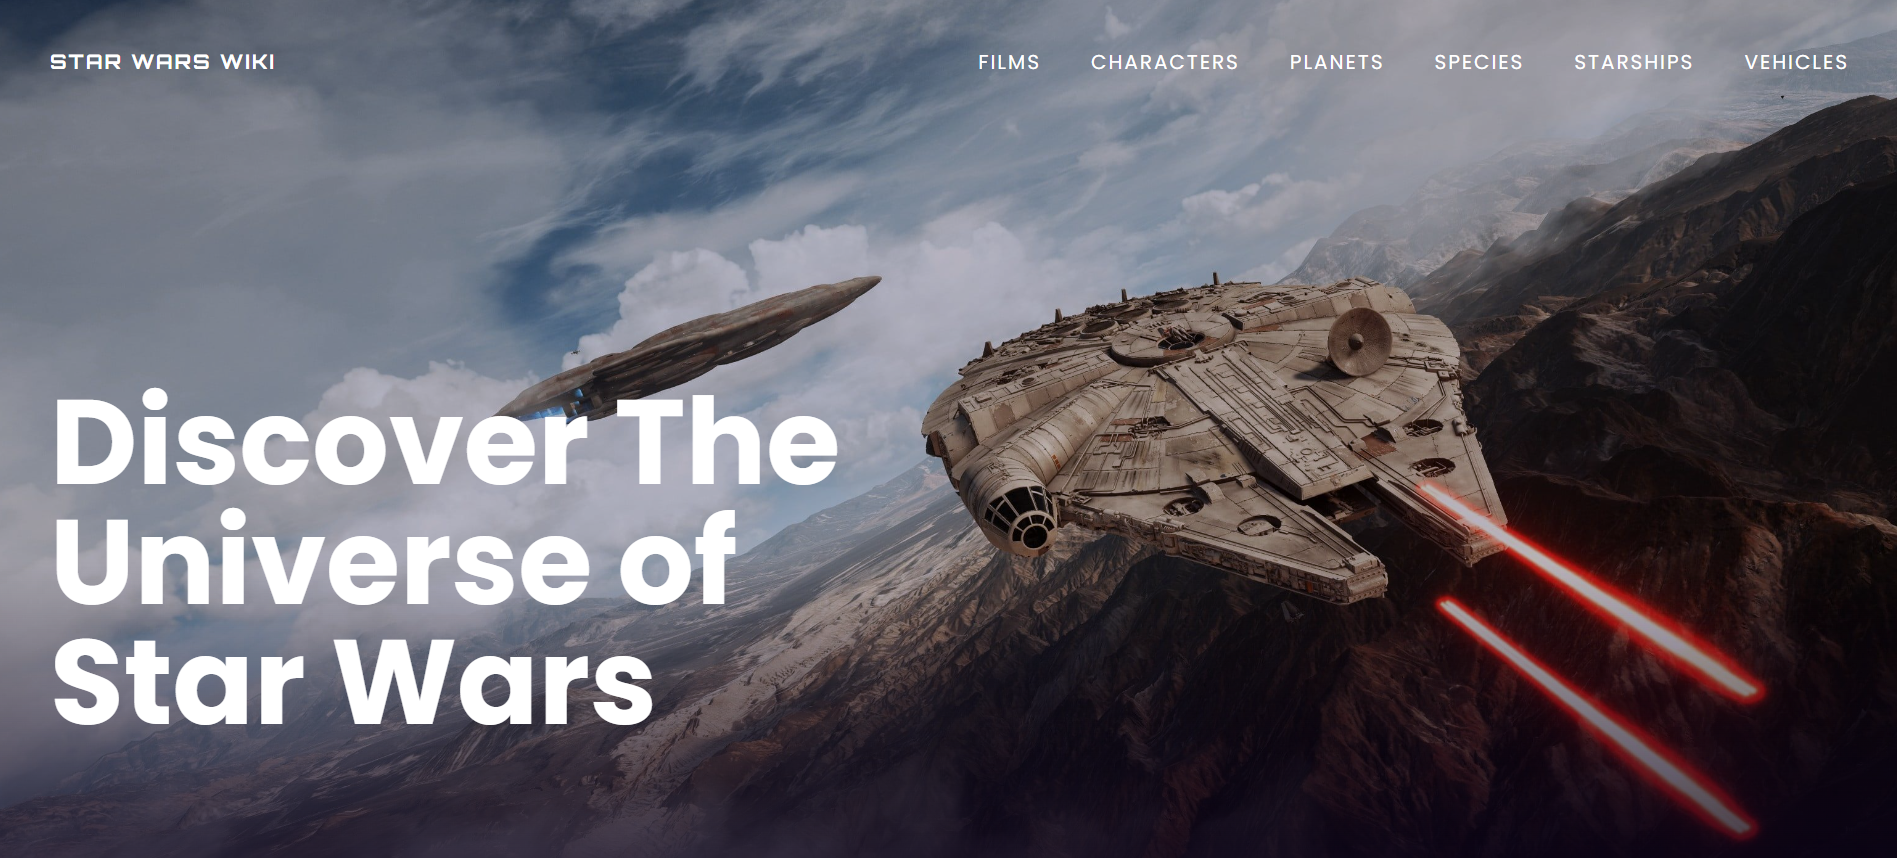 STAR WARS WIKI
FILMS CHARACTERS PLANETS SPECIES STARSHIPS VEHICLES
Discover The
Universe of
Star Wars